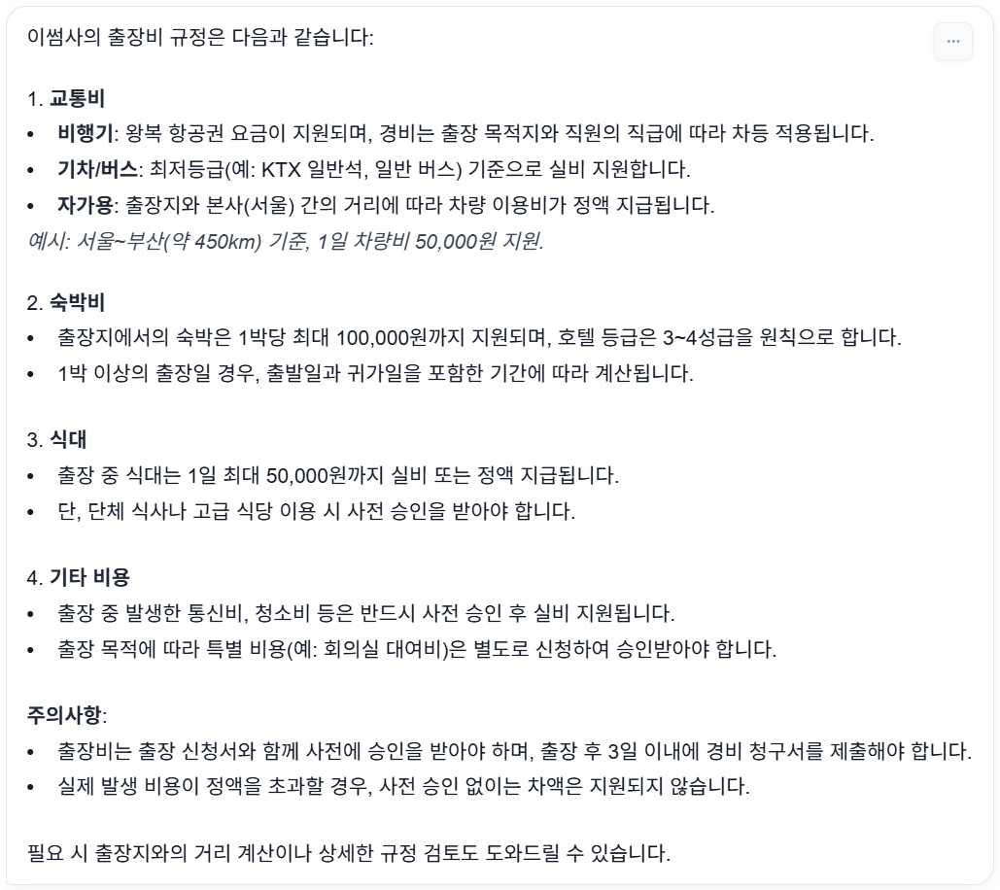 이썸사의 출장비 규정은 다음과 같습니다:
...
1. 교통비
• 비행기: 왕복 항공권 요금이 지원되며, 경비는 출장 목적지와 직원의 직급에 따라 차등 적용됩니다.
• 기차/버스: 최저등급(예: KTX 일반석, 일반 버스) 기준으로 실비 지원합니다.
• 자가용: 출장지와 본사(서울) 간의 거리에 따라 차량 이용비가 정액 지급됩니다.
예시: 서울~부산(약 450km) 기준, 1일 차량비 50,000원 지원.
2. 숙박비
• 출장지에서의 숙박은 1박당 최대 100,000원까지 지원되며, 호텔 등급은 3~4성급을 원칙으로 합니다.
• 1박 이상의 출장일 경우, 출발일과 귀가일을 포함한 기간에 따라 계산됩니다.
3. 식대
• 출장 중 식대는 1일 최대 50,000원까지 실비 또는 정액 지급됩니다.
• 단, 단체 식사나 고급 식당 이용 시 사전 승인을 받아야 합니다.
4. 기타 비용
• 출장 중 발생한 통신비, 청소비 등은 반드시 사전 승인 후 실비 지원됩니다.
• 출장 목적에 따라 특별 비용(예: 회의실 대여비)은 별도로 신청하여 승인받아야 합니다.
주의사항:
• 출장비는 출장 신청서와 함께 사전에 승인을 받아야 하며, 출장 후 3일 이내에 경비 청구서를 제출해야 합니다.
• 실제 발생 비용이 정액을 초과할 경우, 사전 승인 없이는 차액은 지원되지 않습니다.
필요 시 출장지와의 거리 계산이나 상세한 규정 검토도 도와드릴 수 있습니다.